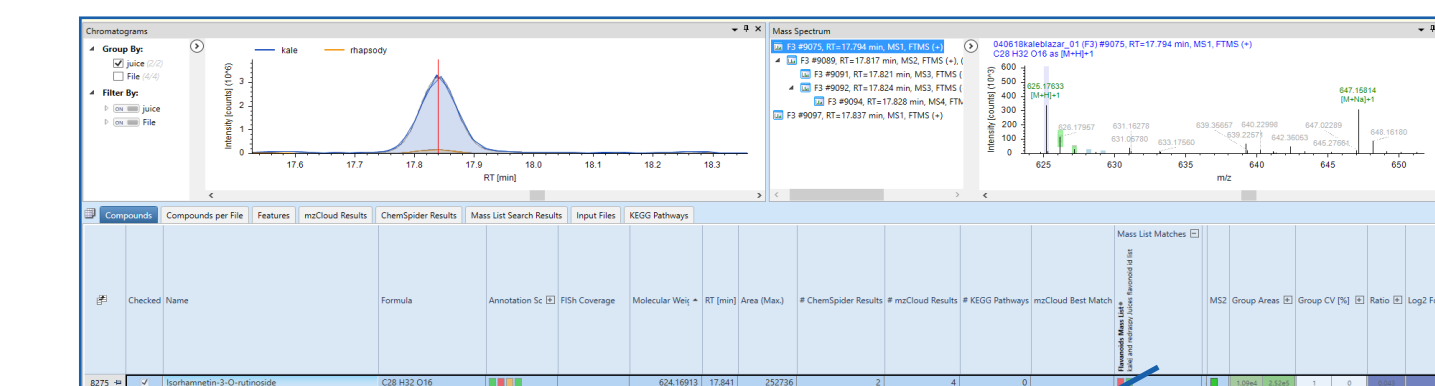 Chromatograms
Group By:
juice (2/2)
File (4/4)
Filter By:
ON juice
ON File
kale rhapsody
Intensity [counts] (10^6)
3
2
1
0
17.6 17.7 17.8 17.9 18.0 18.1 18.2 18.3
RT [min]
Mass Spectrum
F3 #9075, RT=17.794 min, MS1, FTMS (+)
F3 #9089, RT=17.817 min, MS2, FTMS (+), (
F3 #9091, RT=17.821 min, MS3, FTMS (
F3 #9092, RT=17.824 min, MS3, FTMS (
F3 #9094, RT=17.828 min, MS4, FTM
F3 #9097, RT=17.837 min, MS1, FTMS (+)
040618kaleblazar_01 (F3) #9075, RT=17.794 min, MS1, FTMS (+)
C28 H32 O16 as [M+H]+1
Intensity [counts] (10^3)
600
500
400
300
200
100
0
625.17633
[M+H]+1
647.15814
[M+Na]+1
626.17967 631.16278 639.36657 640.22998 647.02289
631.05780 633.17560 639.22571 642.36053 646.27684 648.16180
625 630 635 640 645 650
m/z
Compounds Compounds per File Features mzCloud Results ChemSpider Results Mass List Search Results Input Files KEGG Pathways
Mass List Matches
Checked Name Formula Annotation Sc FISh Coverage Molecular Weig RT [min] Area (Max.) # ChemSpider Results # mzCloud Results # KEGG Pathways mzCloud Best Match MS2 Group Areas Group CV [%] Ratio Log2 Fo
Flavanoids Mass List
kalej and redraspy Juices flavonoid id list
8275 Isorhamnetin-3-O-rutinoside C28 H32 O16 624.16913 17.841 252736 2 4 0 1.09e4 2.52e5 1 0